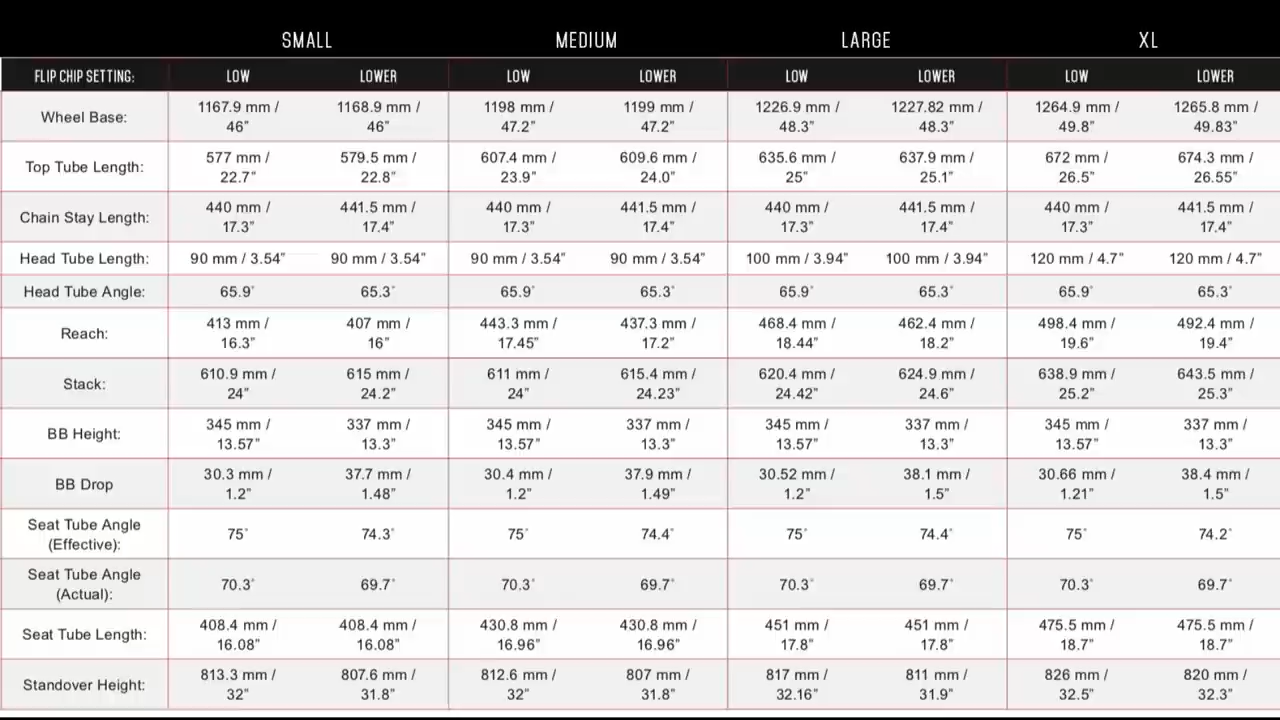 SMALL MEDIUM LARGE XL
FLIP CHIP SETTING: LOW LOWER LOW LOWER LOW LOWER LOW LOWER
Wheel Base: 1167.9 mm / 46” 1168.9 mm / 46” 1198 mm / 47.2” 1199 mm / 47.2” 1226.9 mm / 48.3” 1227.82 mm / 48.3” 1264.9 mm / 49.8” 1265.8 mm / 49.83”
Top Tube Length: 577 mm / 22.7” 579.5 mm / 22.8” 607.4 mm / 23.9” 609.6 mm / 24.0” 635.6 mm / 25” 637.9 mm / 25.1” 672 mm / 26.5” 674.3 mm / 26.55”
Chain Stay Length: 440 mm / 17.3” 441.5 mm / 17.4” 440 mm / 17.3” 441.5 mm / 17.4” 440 mm / 17.3” 441.5 mm / 17.4” 440 mm / 17.3” 441.5 mm / 17.4”
Head Tube Length: 90 mm / 3.54” 90 mm / 3.54” 90 mm / 3.54” 90 mm / 3.54” 100 mm / 3.94” 100 mm / 3.94” 120 mm / 4.7” 120 mm / 4.7”
Head Tube Angle: 65.9° 65.3° 65.9° 65.3° 65.9° 65.3° 65.9° 65.3°
Reach: 413 mm / 16.3” 407 mm / 16” 443.3 mm / 17.45” 437.3 mm / 17.2” 468.4 mm / 18.44” 462.4 mm / 18.2” 498.4 mm / 19.6” 492.4 mm / 19.4”
Stack: 610.9 mm / 24” 615 mm / 24.2” 611 mm / 24” 615.4 mm / 24.23” 620.4 mm / 24.42” 624.9 mm / 24.6” 638.9 mm / 25.2” 643.5 mm / 25.3”
BB Height: 345 mm / 13.57” 337 mm / 13.3” 345 mm / 13.57” 337 mm / 13.3” 345 mm / 13.57” 337 mm / 13.3” 345 mm / 13.57” 337 mm / 13.3”
BB Drop 30.3 mm / 1.2” 37.7 mm / 1.48” 30.4 mm / 1.2” 37.9 mm / 1.49” 30.52 mm / 1.2” 38.1 mm / 1.5” 30.66 mm / 1.21” 38.4 mm / 1.5”
Seat Tube Angle (Effective): 75° 74.3° 75° 74.4° 75° 74.4° 75° 74.2°
Seat Tube Angle (Actual): 70.3° 69.7° 70.3° 69.7° 70.3° 69.7° 70.3° 69.7°
Seat Tube Length: 408.4 mm / 16.08” 408.4 mm / 16.08” 430.8 mm / 16.96” 430.8 mm / 16.96” 451 mm / 17.8” 451 mm / 17.8” 475.5 mm / 18.7” 475.5 mm / 18.7”
Standover Height: 813.3 mm / 32” 807.6 mm / 31.8” 812.6 mm / 32” 807 mm / 31.8” 817 mm / 32.16” 811 mm / 31.9” 826 mm / 32.5” 820 mm / 32.3”